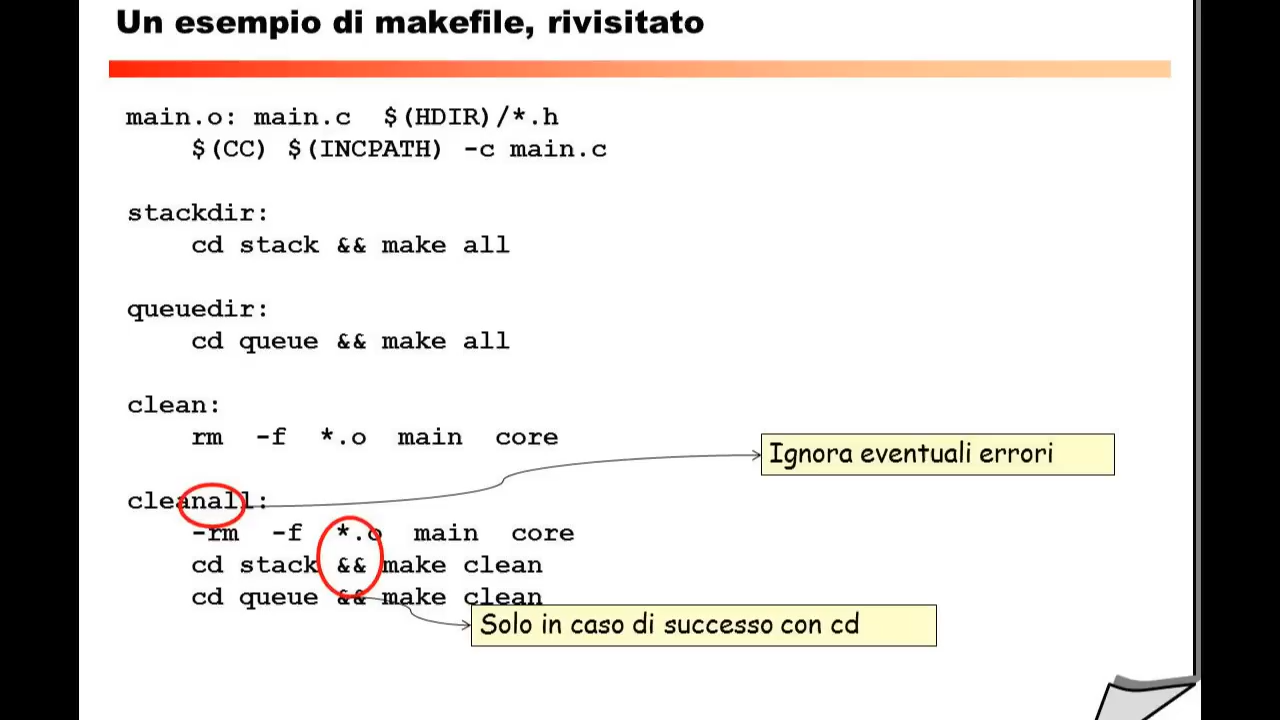 Un esempio di makefile, rivisitato
main.o: main.c $(HDIR)/*.h
$(CC) $(INCPATH) -c main.c
stackdir:
cd stack && make all
queuedir:
cd queue && make all
clean:
rm -f *.o main core
Ignora eventuali errori
cleanall:
-rm -f *.o main core
cd stack && make clean
cd queue && make clean
Solo in caso di successo con cd